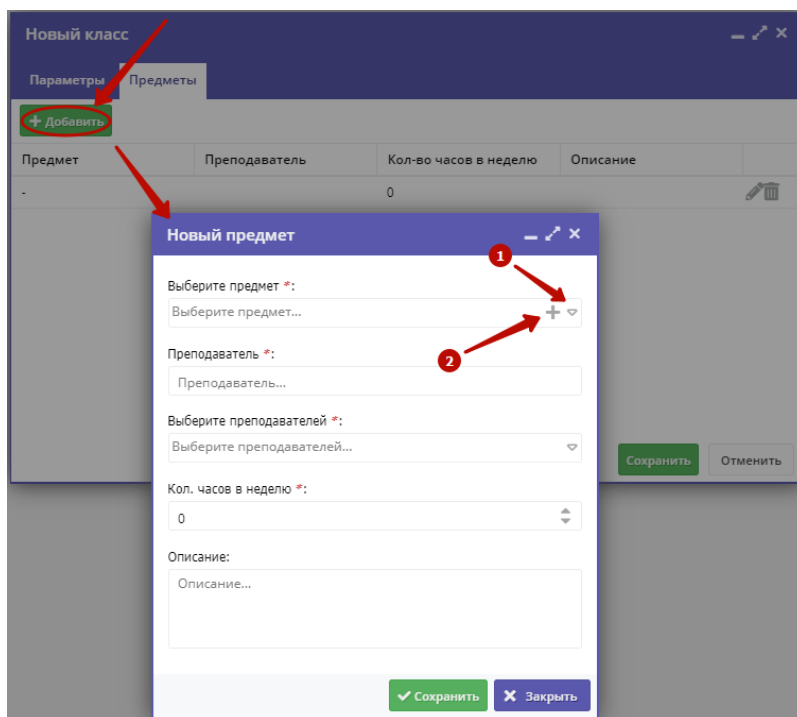 Новый класс
Параметры Предметы
Добавить
Предмет Преподаватель Кол-во часов в неделю Описание
- 0
Новый предмет
1
Выберите предмет *:
Выберите предмет...
2
Преподаватель *:
Преподаватель...
Выберите преподавателей *:
Выберите преподавателей...
Сохранить Отменить
Кол. часов в неделю *:
0
Описание:
Описание...
Сохранить Закрыть